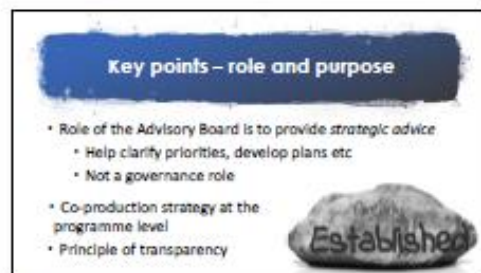 Key points – role and purpose
• Role of the Advisory Board is to provide strategic advice
• Help clarify priorities, develop plans etc
• Not a governance role
• Co-production strategy at the
programme level
• Principle of transparency
Established